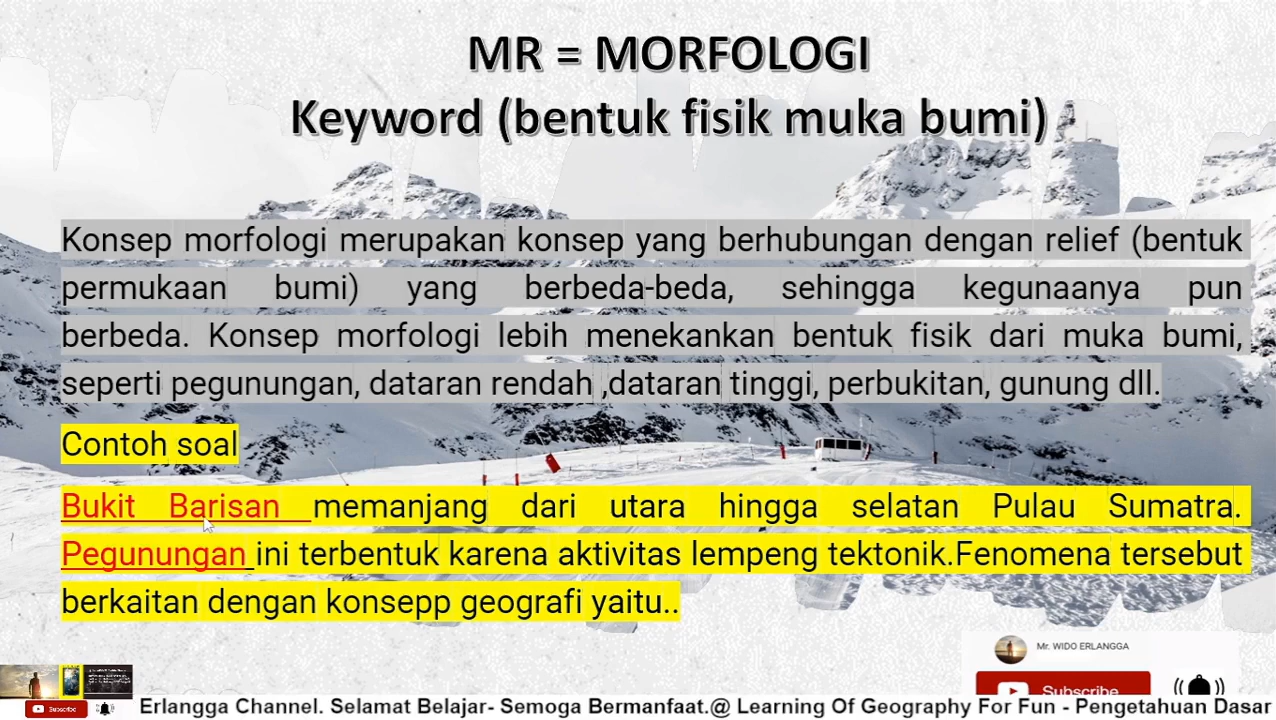 MR = MORFOLOGI
Keyword (bentuk fisik muka bumi)
Konsep morfologi merupakan konsep yang berhubungan dengan relief (bentuk
permukaan bumi) yang berbeda-beda, sehingga kegunaanya pun
berbeda. Konsep morfologi lebih menekankan bentuk fisik dari muka bumi,
seperti pegunungan, dataran rendah ,dataran tinggi, perbukitan, gunung dll.
Contoh soal
Bukit Barisan memanjang dari utara hingga selatan Pulau Sumatra.
Pegunungan ini terbentuk karena aktivitas lempeng tektonik.Fenomena tersebut
berkaitan dengan konsepp geografi yaitu..
Mr. WIDO ERLANGGA
Subscribe
Subscribe
Erlangga Channel. Selamat Belajar- Semoga Bermanfaat.@ Learning Of Geography For Fun - Pengetahuan Dasar